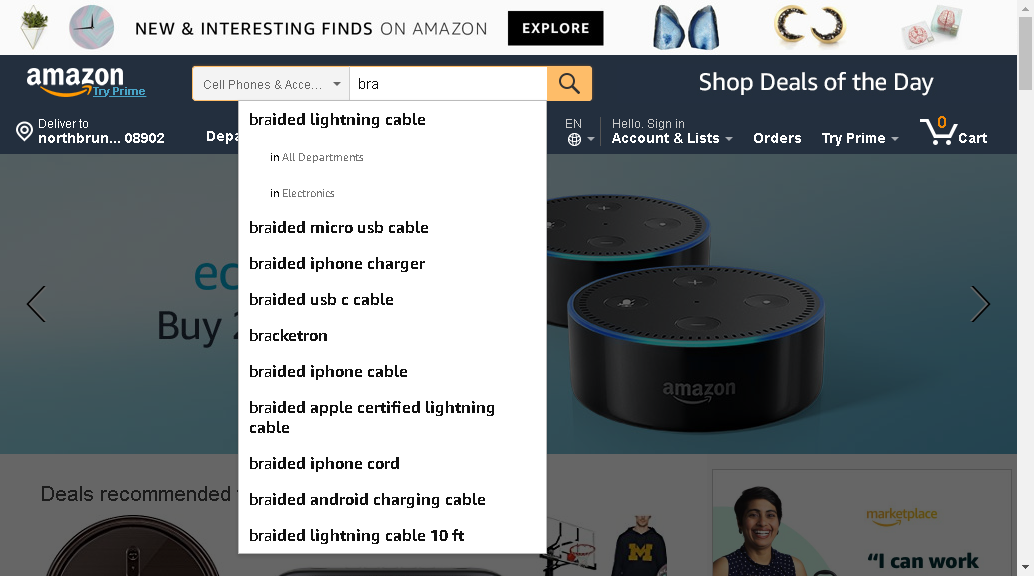 NEW & INTERESTING FINDS ON AMAZON EXPLORE
amazon
Try Prime
Cell Phones & Acce...
bra
Shop Deals of the Day
Deliver to
northbrun... 08902
Depa
EN
Hello. Sign in
Account & Lists
Orders
Try Prime
0
Cart
braided lightning cable
in All Departments
in Electronics
braided micro usb cable
braided iphone charger
braided usb c cable
bracketron
braided iphone cable
braided apple certified lightning
cable
braided iphone cord
braided android charging cable
braided lightning cable 10 ft
ec
Buy 2
amazon
Deals recommended
M
marketplace
“I can work